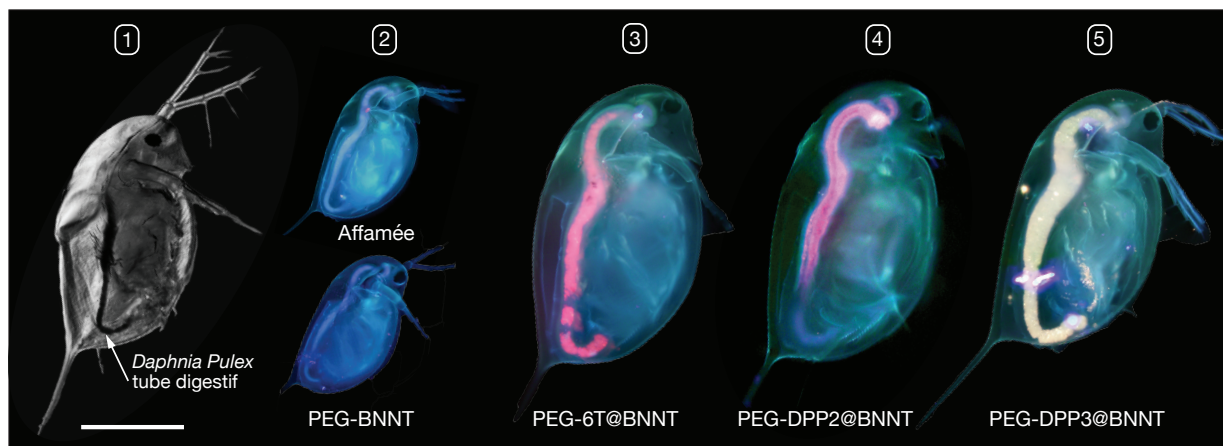 1
2
3
4
5
Affamée
Daphnia Pulex
tube digestif
PEG-BNNT
PEG-6T@BNNT
PEG-DPP2@BNNT
PEG-DPP3@BNNT